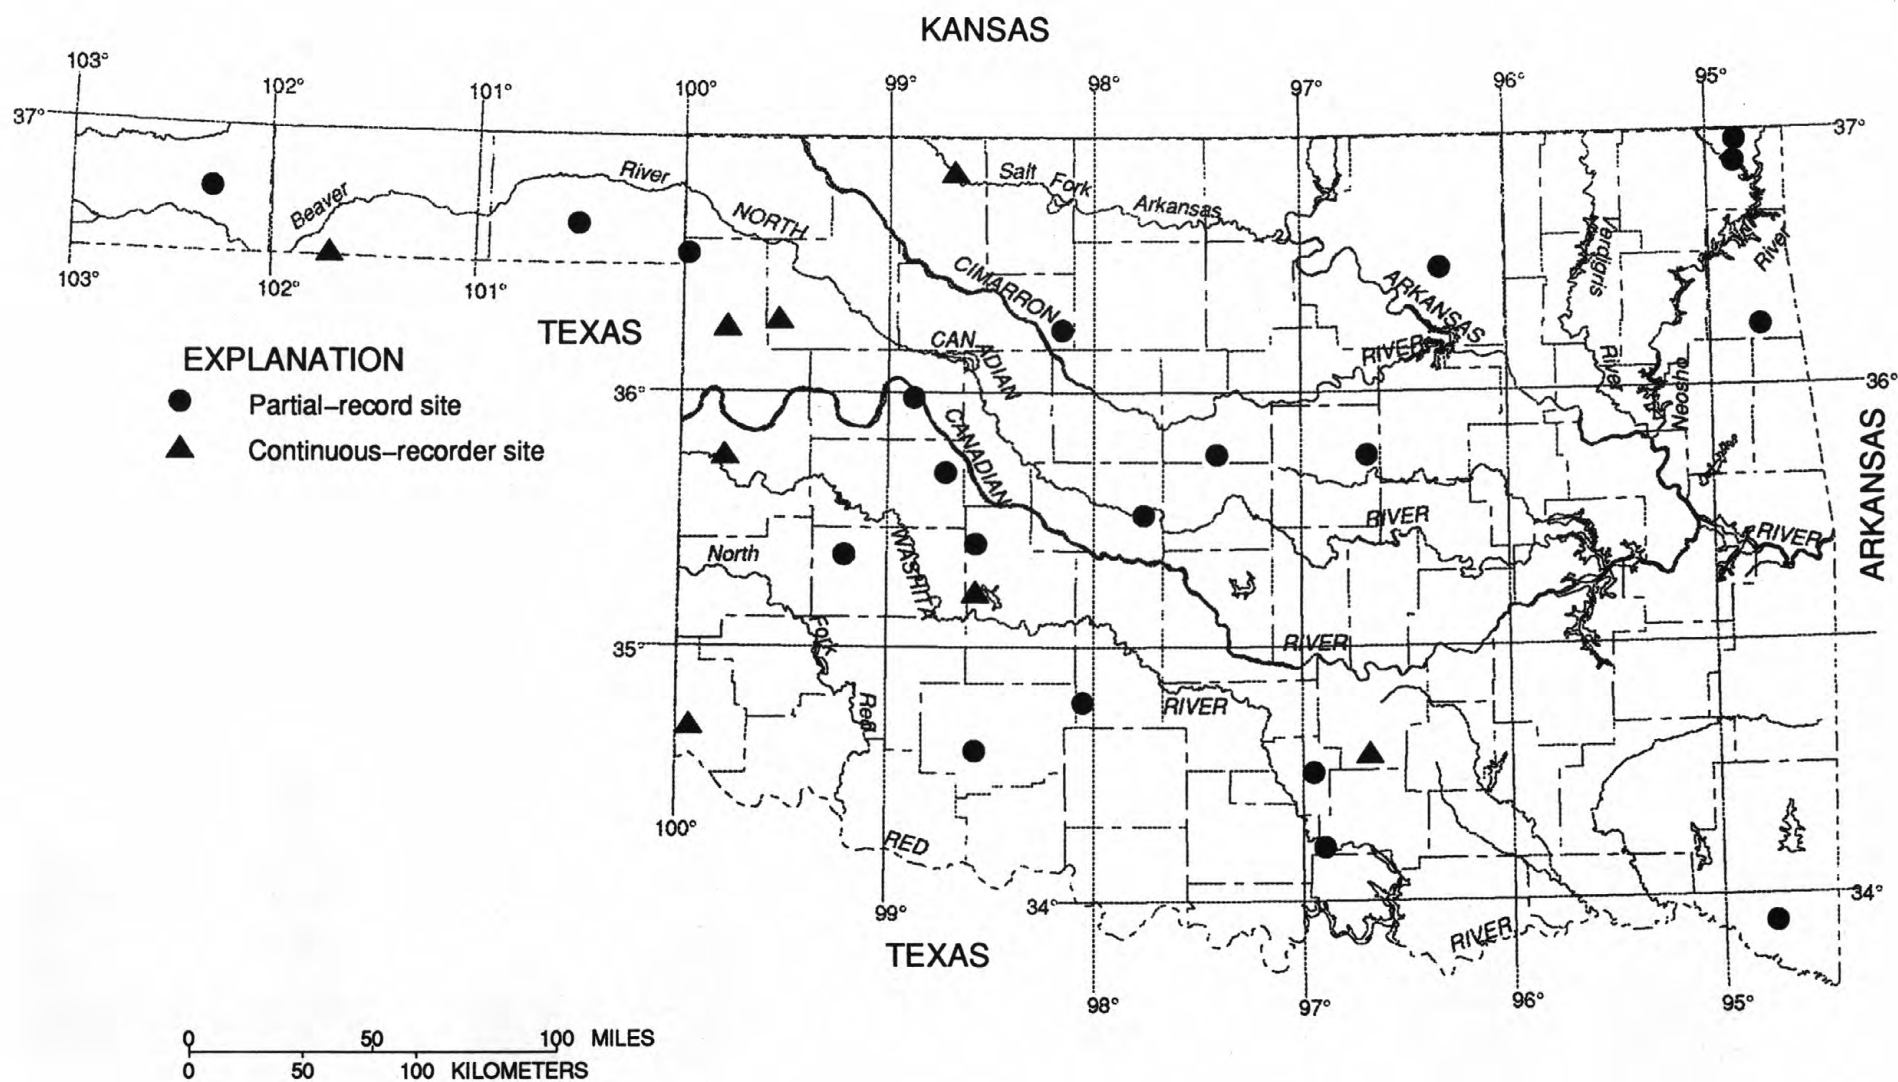 KANSAS
103°
102°
101°
100°
99°
98°
97°
96°
95°
37°
37°
River
Beaver
NORTH
Salt Fork Arkansas
CIMARRON
ARKANSAS
Verdigris
River
River
103°
102°
101°
TEXAS
CAN
ADIAN
RIVER
Neosho
36°
36°
EXPLANATION
Partial–record site
Continuous–recorder site
CANADIAN
ARKANSAS
North
WASHITA
RIVER
RIVER
Fork
35°
RIVER
Red
RIVER
100°
RED
99°
34°
34°
TEXAS
RIVER
98°
97°
96°
95°
0 50 100 MILES
0 50 100 KILOMETERS